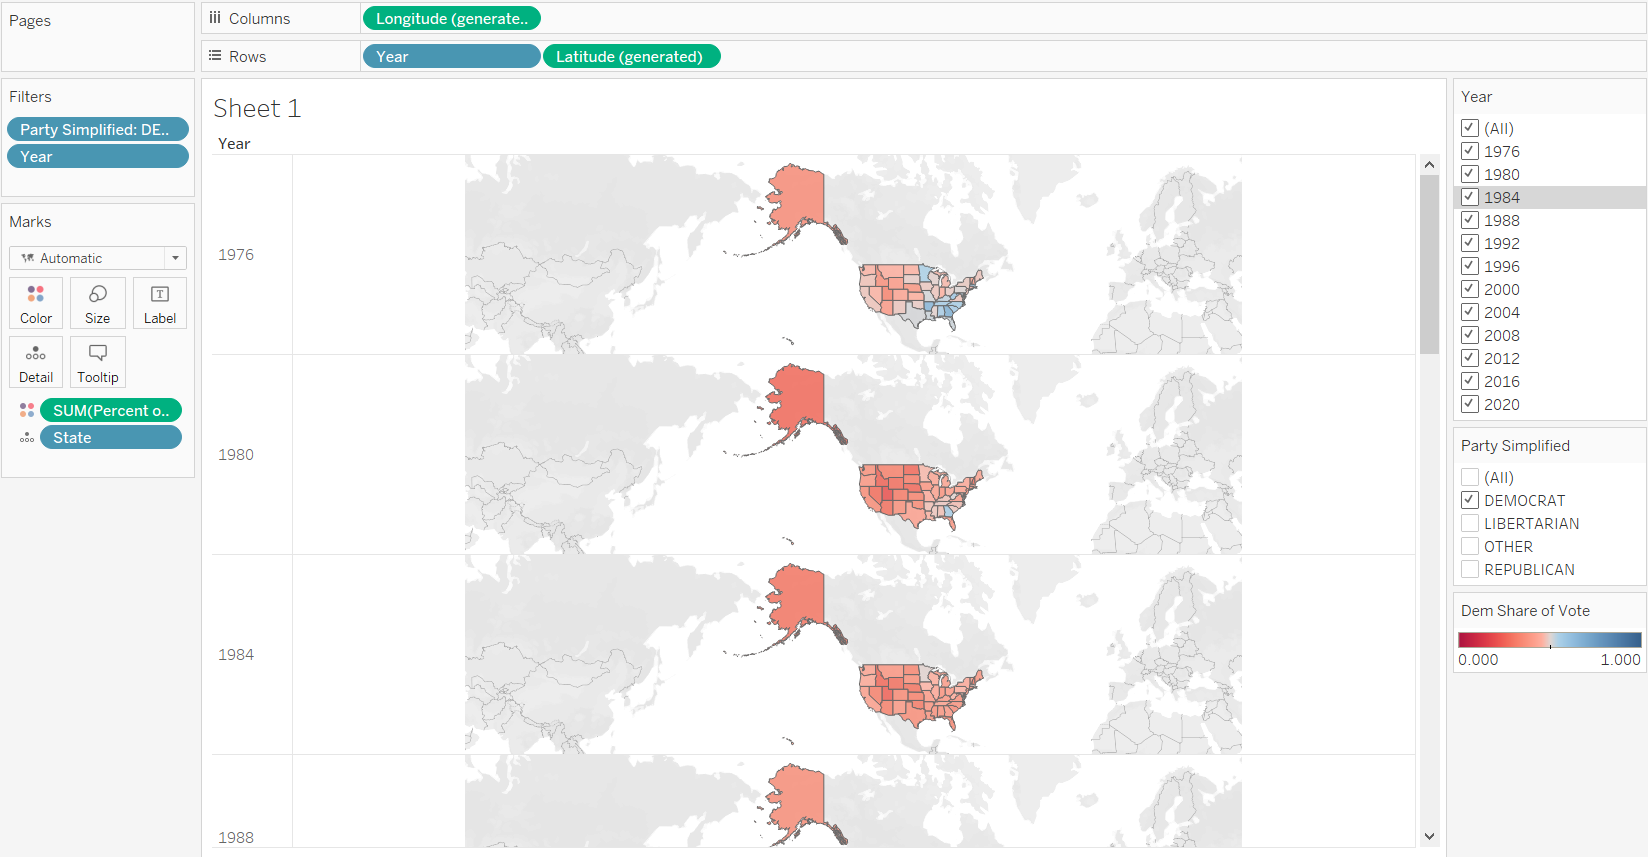 Pages
Columns
Longitude (generate..
Rows
Year
Latitude (generated)
Filters
Party Simplified: DE..
Year
Marks
Automatic
Color
Size
Label
Detail
Tooltip
SUM(Percent o..
State
Sheet 1
Year
1976
1980
1984
1988
Year
(All)
1976
1980
1984
1988
1992
1996
2000
2004
2008
2012
2016
2020
Party Simplified
(All)
DEMOCRAT
LIBERTARIAN
OTHER
REPUBLICAN
Dem Share of Vote
0.000 1.000